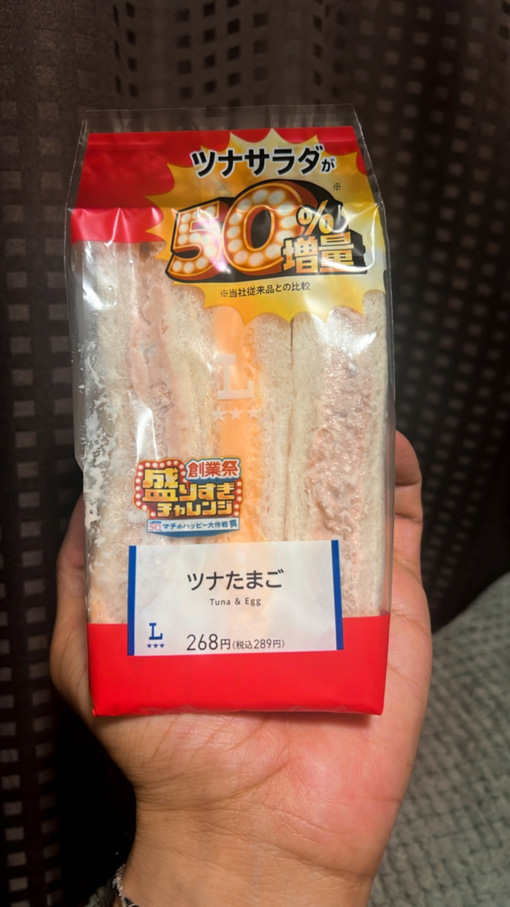 ツナサラダが
50%増量
※
※当社従来品との比較
L
創業祭
盛りすぎ
チャレンジ
マチのハッピー大作戦
ツナたまご
Tuna & Egg
L
268円(税込289円)